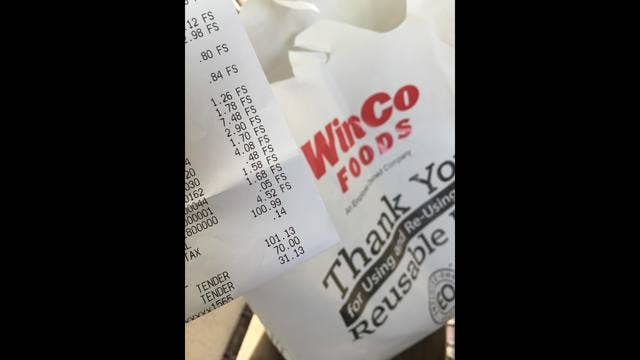 .12 FS
2.98 FS
.80 FS
.84 FS
1.26 FS
1.78 FS
7.48 FS
2.90 FS
1.70 FS
4.08 FS
.48 FS
1.58 FS
1.68 FS
.05 FS
4.52 FS
100.99
TAX .14
101.13
TENDER 70.00
TENDER 31.13
WinCo
FOODS
An Employee Owned Company
Thank Yo
for Using and Re-Using
Reusable